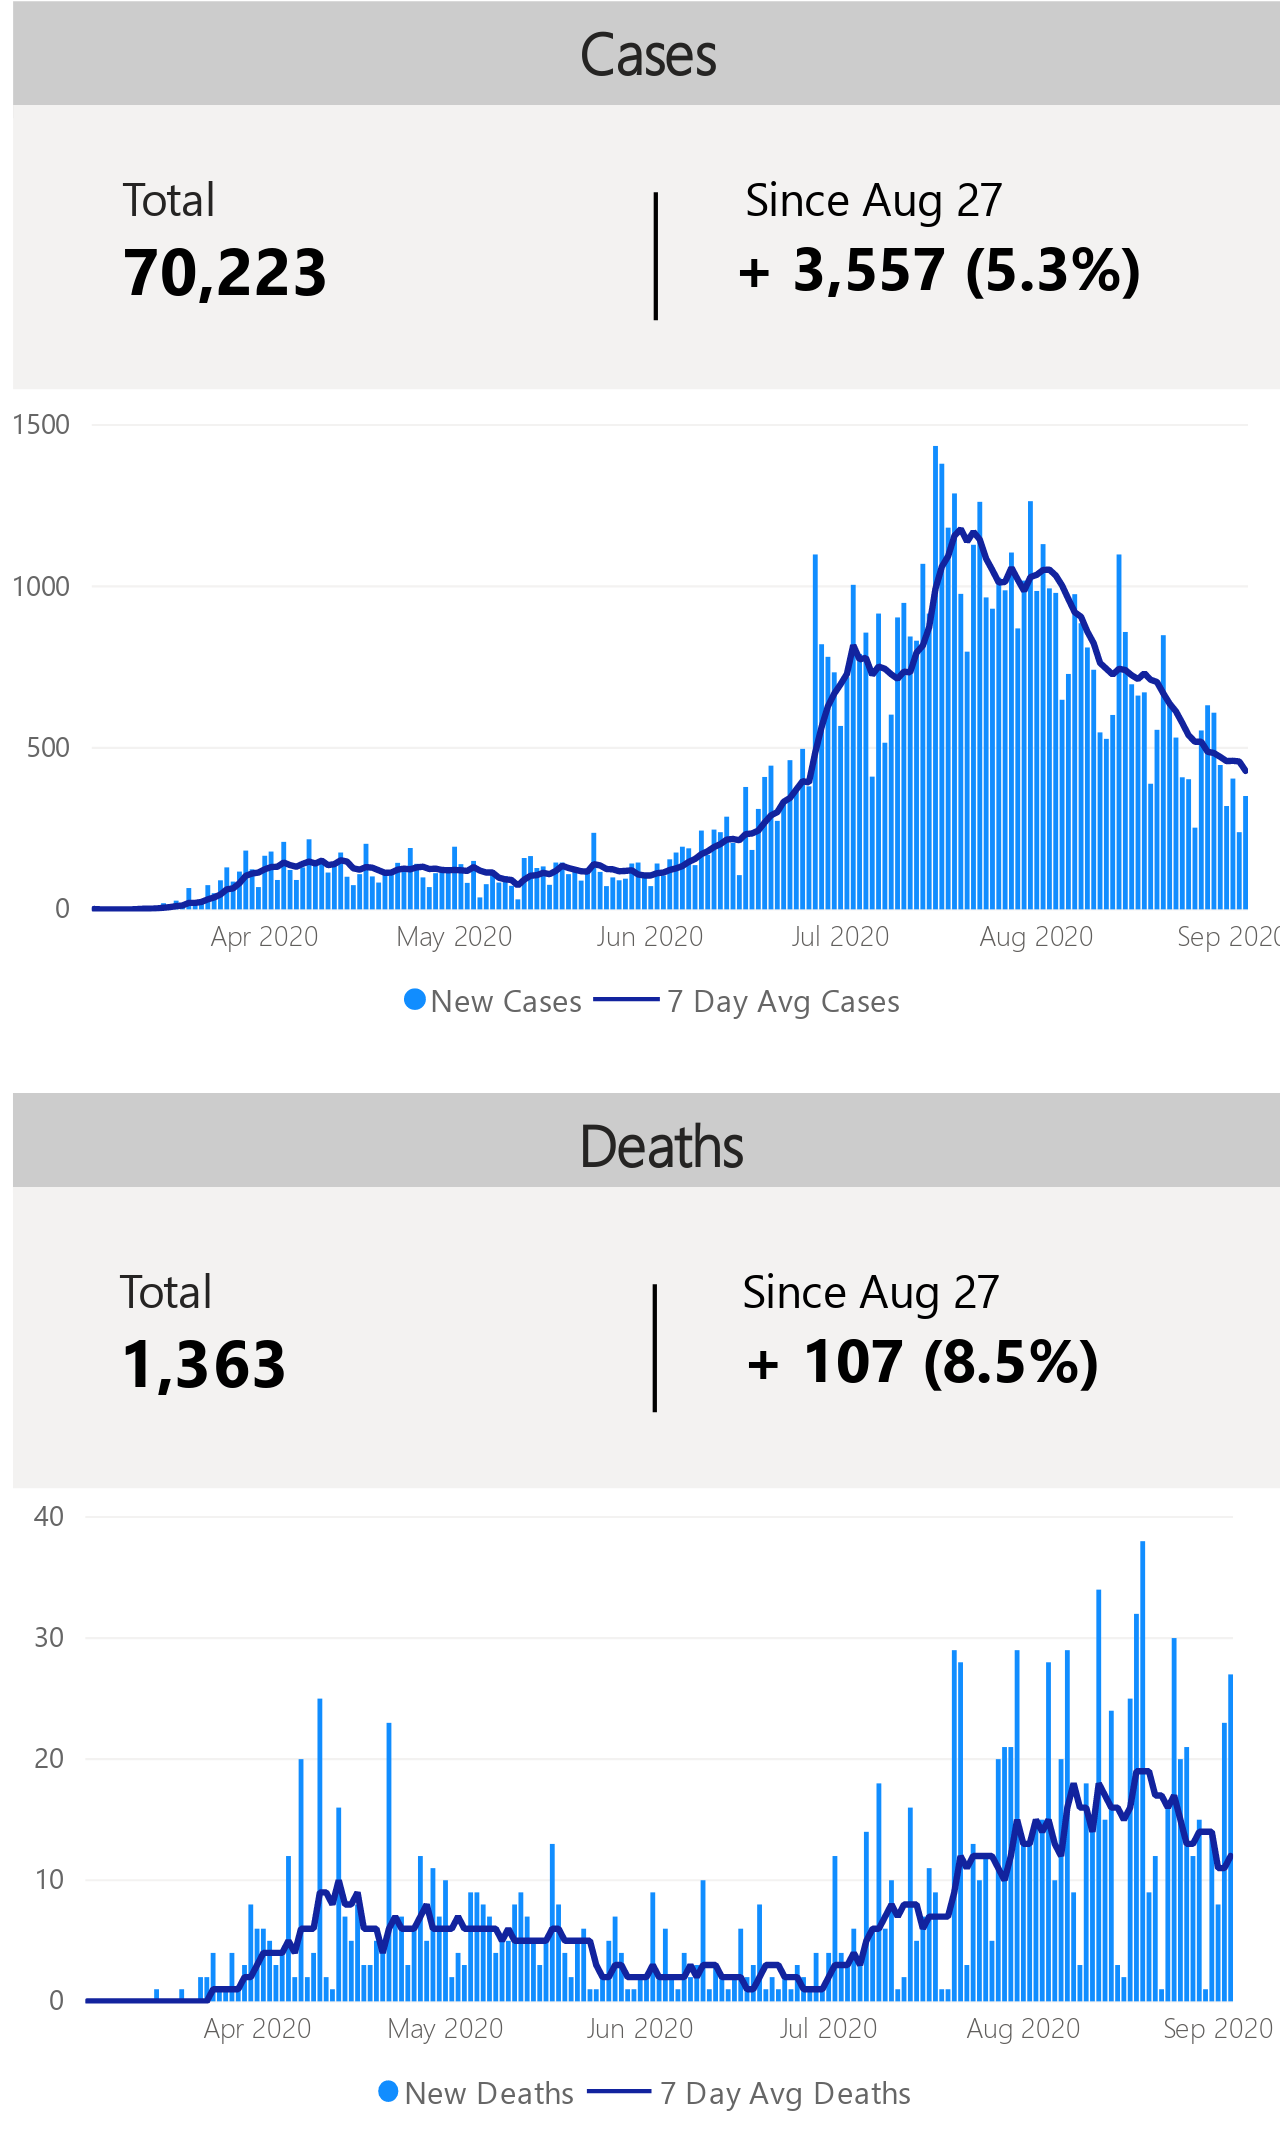 Cases
Total
Since Aug 27
70,223
+ 3,557 (5.3%)
1500
1000
500
0
Apr 2020 May 2020 Jun 2020 Jul 2020 Aug 2020 Sep 2020
New Cases 7 Day Avg Cases
Deaths
Total
Since Aug 27
1,363
+ 107 (8.5%)
40
30
20
10
0
Apr 2020 May 2020 Jun 2020 Jul 2020 Aug 2020 Sep 2020
New Deaths 7 Day Avg Deaths